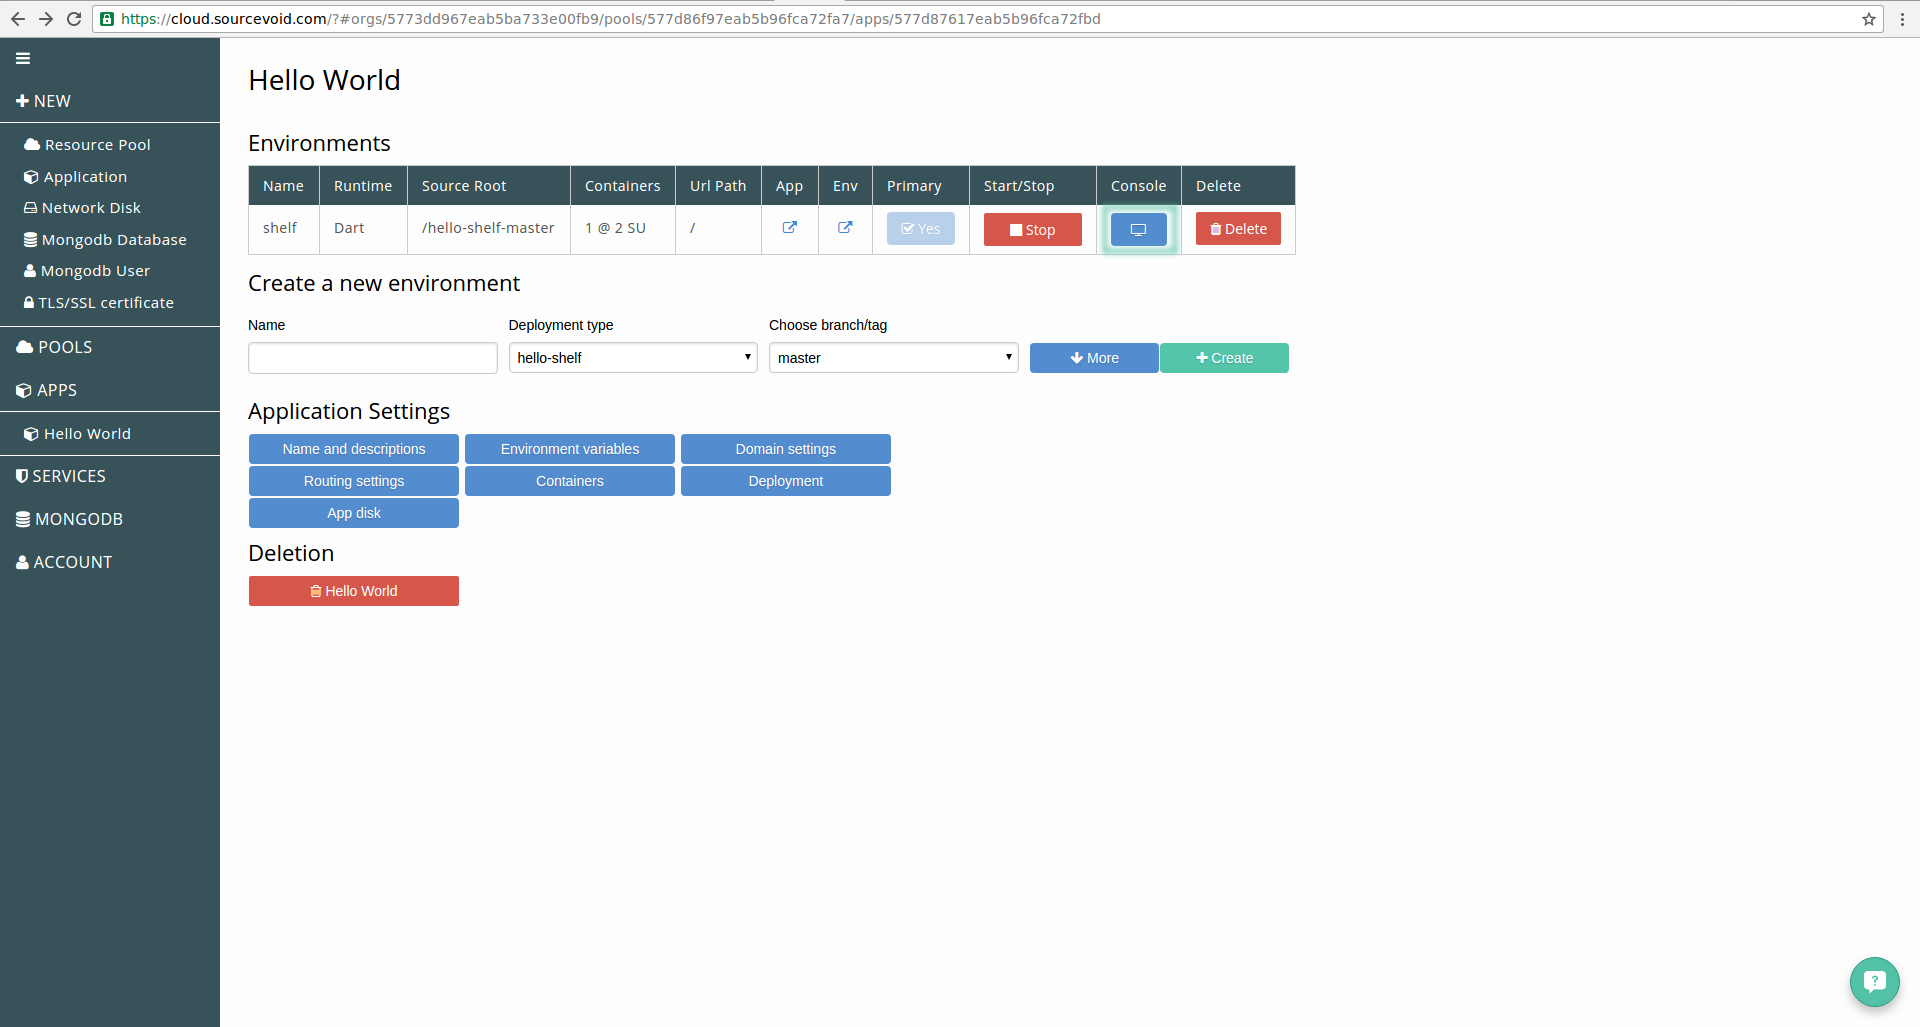 https://cloud.sourcevoid.com/?#orgs/5773dd967eab5ba733e00fb9/pools/577d86f97eab5b96fca72fa7/apps/577d87617eab5b96fca72fbd
NEW
Resource Pool
Application
Network Disk
Mongodb Database
Mongodb User
TLS/SSL certificate
POOLS
APPS
Hello World
SERVICES
MONGODB
ACCOUNT
Hello World
Environments
Name Runtime Source Root Containers Url Path App Env Primary Start/Stop Console Delete
shelf Dart /hello-shelf-master 1 @ 2 SU / Yes Stop Delete
Create a new environment
Name Deployment type Choose branch/tag
hello-shelf master More Create
Application Settings
Name and descriptions Environment variables Domain settings
Routing settings Containers Deployment
App disk
Deletion
Hello World